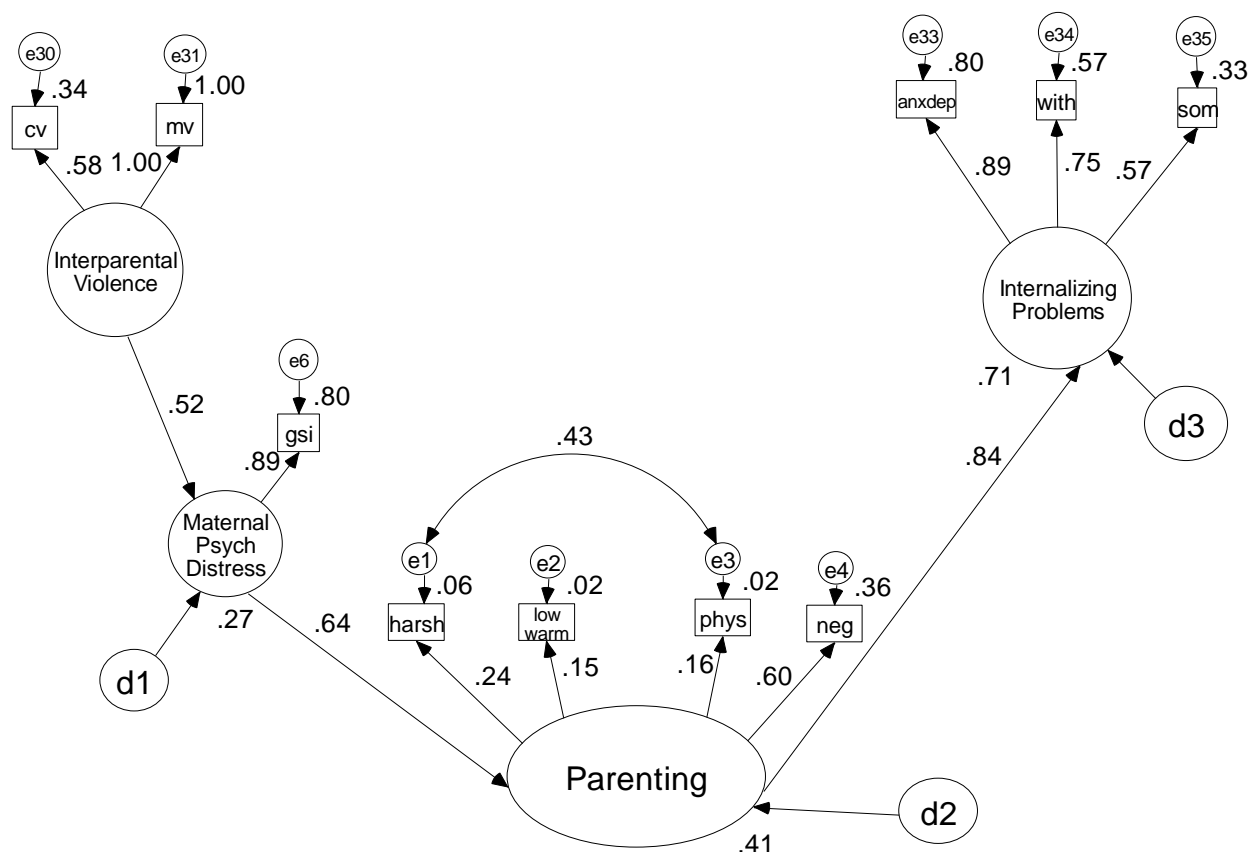 e30
e31
e33
e34
e35
.34
1.00
.80
.57
.33
cv
mv
anxdep
with
som
.58
1.00
.89
.75
.57
Interparental
Violence
Internalizing
Problems
e6
.80
.71
.52
gsi
d3
.89
.43
.84
Maternal
Psych
Distress
e1
e2
e3
e4
.06
.02
.02
.36
.27
.64
harsh
low
warm
phys
neg
d1
.24
.15
.16
.60
Parenting
d2
.41